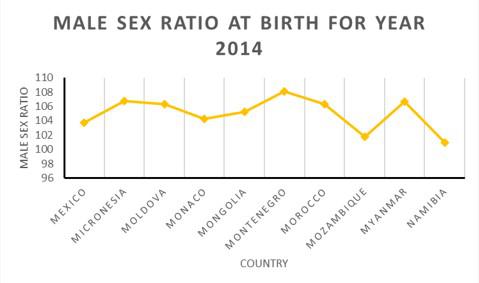 MALE SEX RATIO AT BIRTH FOR YEAR
2014
MALE SEX RATIO
110
108
106
104
102
100
98
96
MEXICO
MICRONESIA
MOLDOVA
MONACO
MONGOLIA
MONTENEGRO
MOROCCO
MOZAMBIQUE
MYANMAR
NAMIBIA
COUNTRY